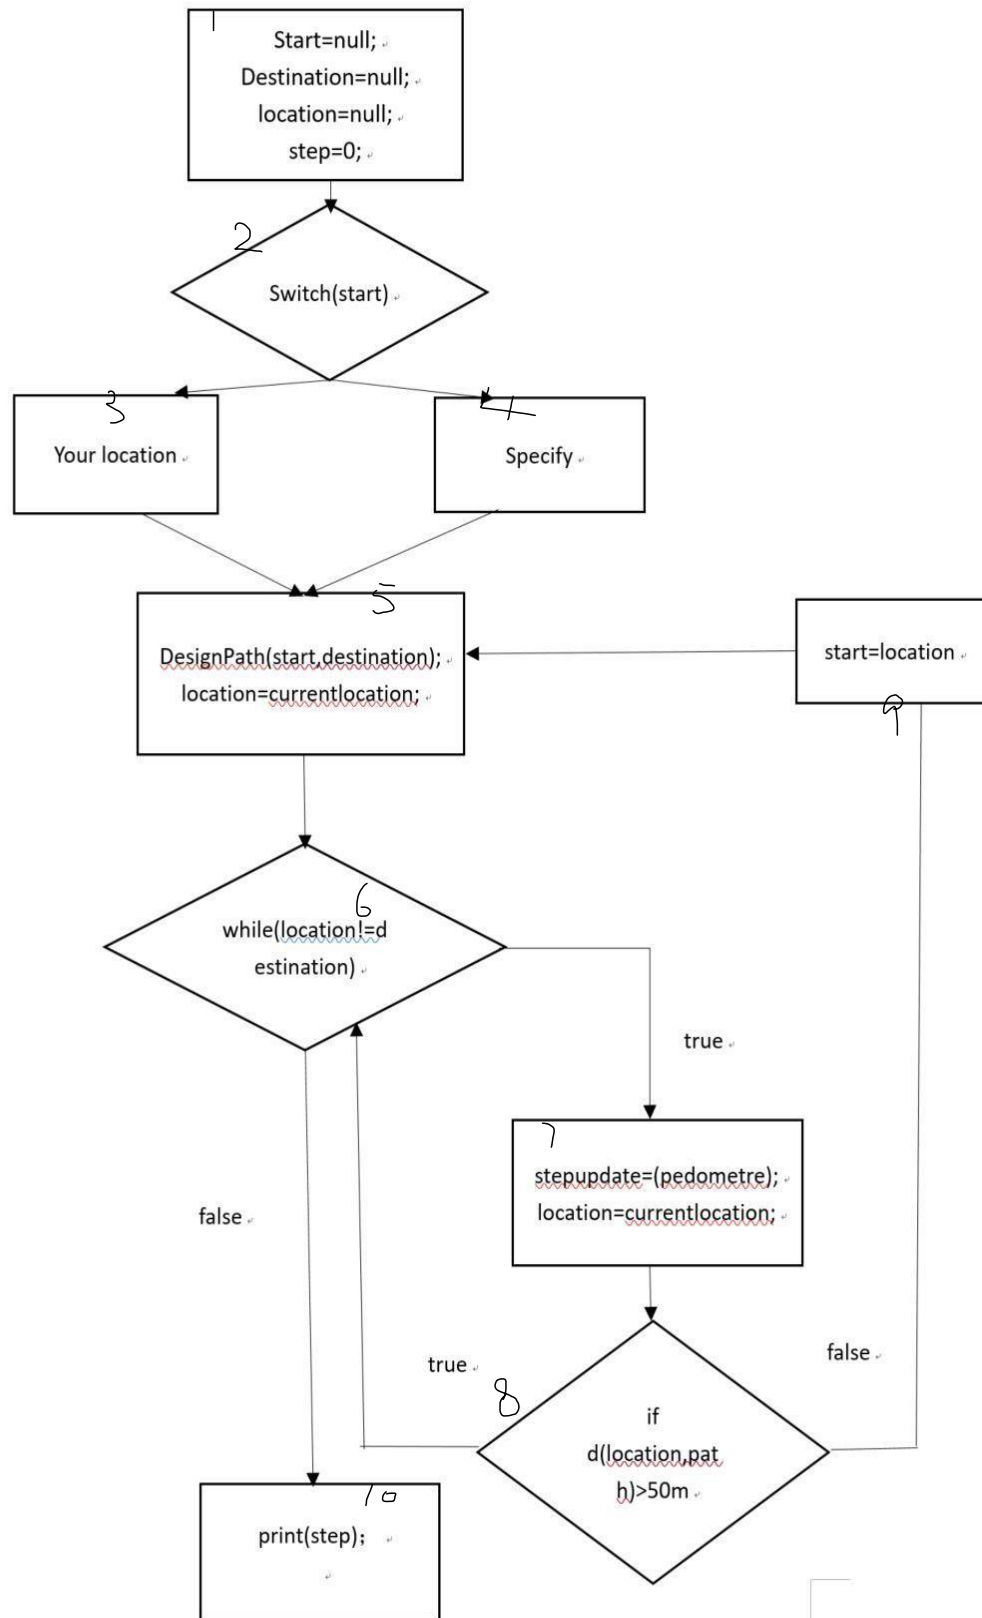 1
Start=null;
Destination=null;
location=null;
step=0;
2
Switch(start)
3
Your location
4
Specify
5
DesignPath(start,destination);
location=currentlocation;
start=location
9
6
while(location!=d
estination)
true
7
stepupdate=(pedometre);
location=currentlocation;
false
true
false
8
if
d(location,pat
h)>50m
10
print(step);